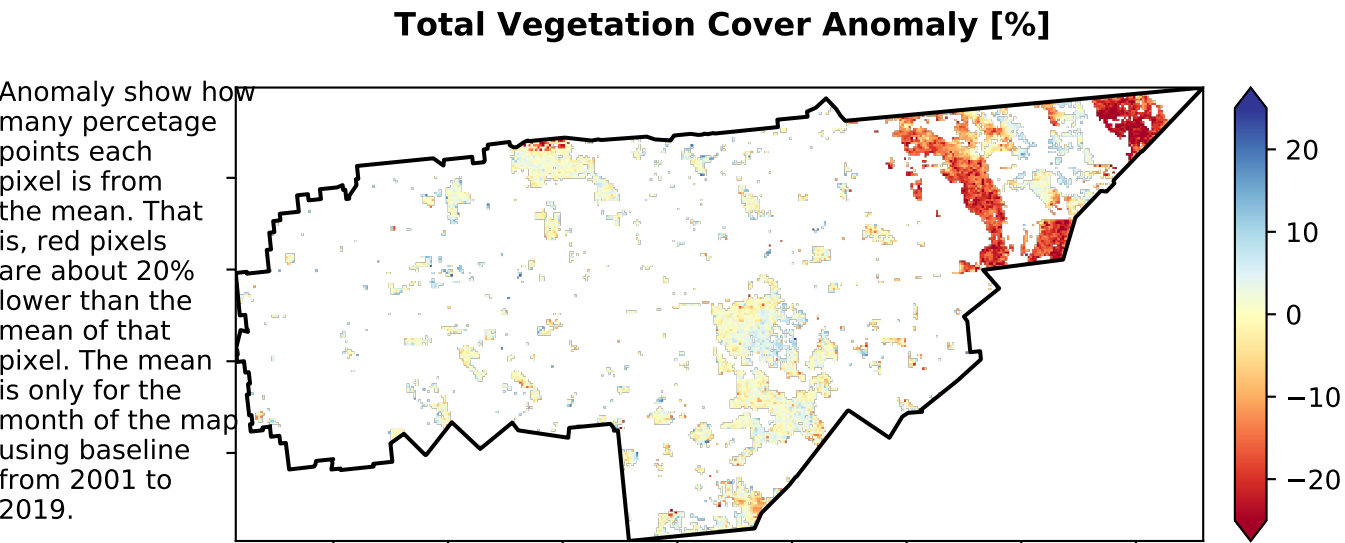 Total Vegetation Cover Anomaly [%]
Anomaly show how
many percetage
points each
pixel is from
the mean. That
is, red pixels
are about 20%
lower than the
mean of that
pixel. The mean
is only for the
month of the map
using baseline
from 2001 to
2019.
20
10
0
−10
−20